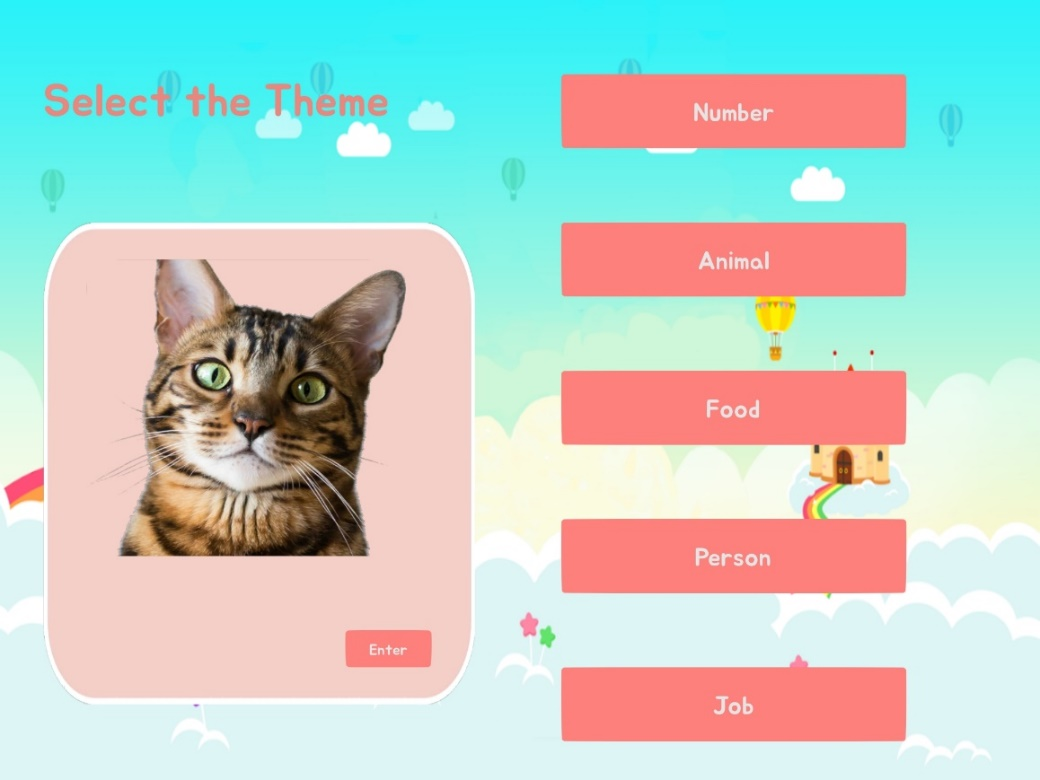 Select the Theme
Number
Animal
Food
Person
Enter
Job